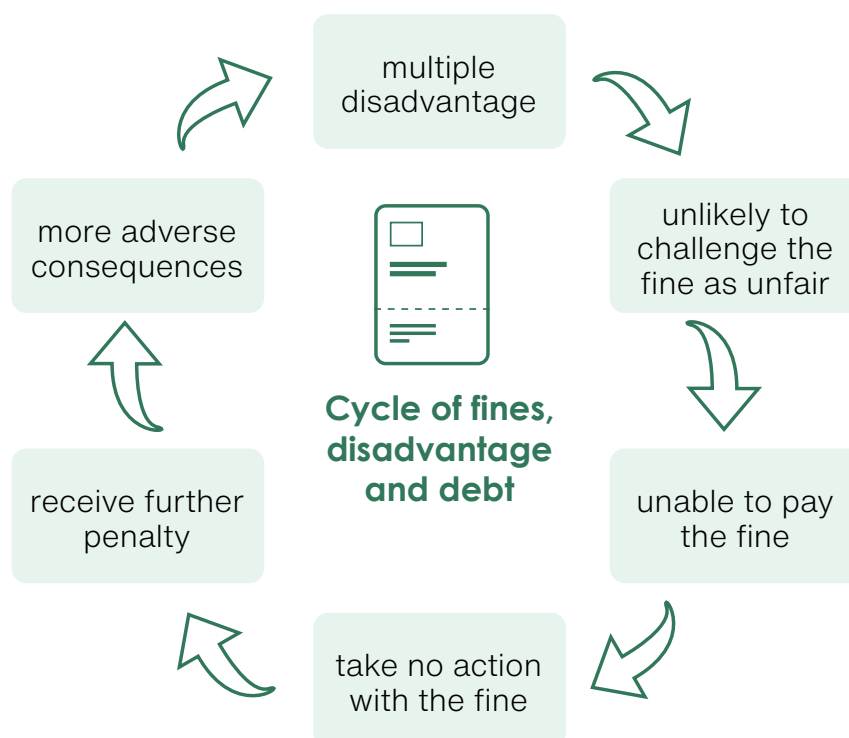 multiple
disadvantage
unlikely to
challenge the
fine as unfair
unable to pay
the fine
take no action
with the fine
receive further
penalty
more adverse
consequences
Cycle of fines,
disadvantage
and debt